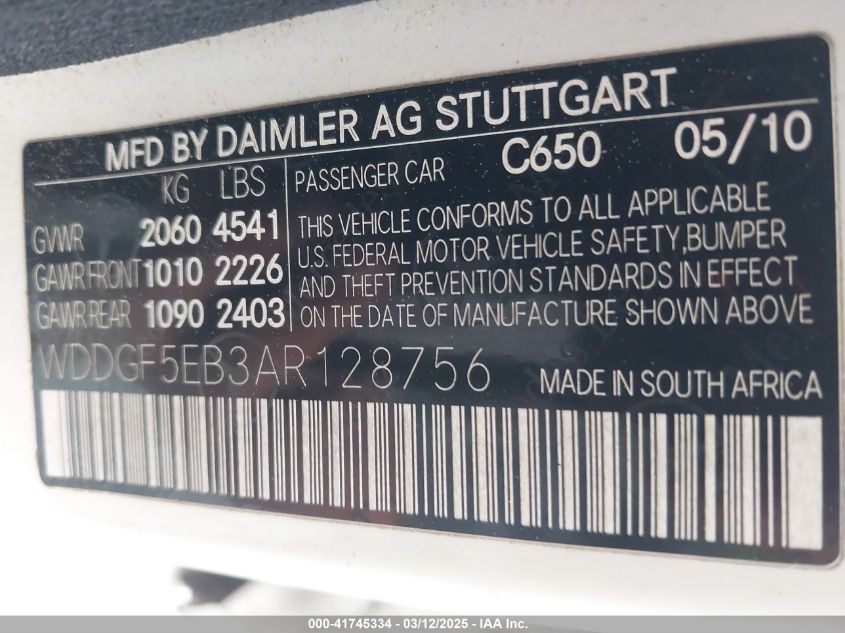 MFD BY DAIMLER AG STUTTGART
KG LBS
GVWR 2060 4541
GAWR FRONT 1010 2226
GAWR REAR 1090 2403
PASSENGER CAR C650 05/10
THIS VEHICLE CONFORMS TO ALL APPLICABLE
U.S. FEDERAL MOTOR VEHICLE SAFETY,BUMPER
AND THEFT PREVENTION STANDARDS IN EFFECT
ON THE DATE OF MANUFACTURE SHOWN ABOVE
WDDGF5EB3AR128756 MADE IN SOUTH AFRICA
000-41745334 - 03/12/2025 - IAA Inc.